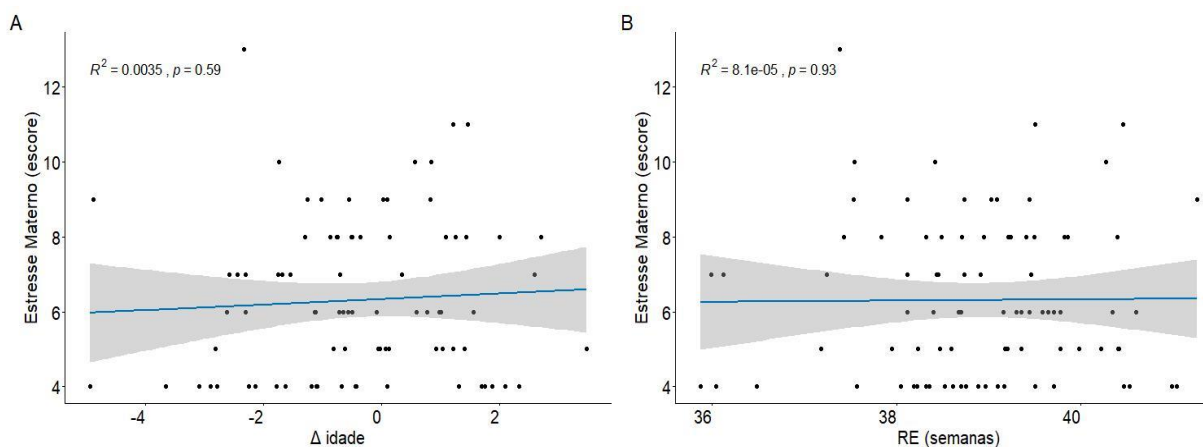 A
R² = 0.0035 , p = 0.59
Estresse Materno (escore)
12
10
8
6
4
-4 -2 0 2
Δ idade
B
R² = 8.1e-05 , p = 0.93
Estresse Materno (escore)
12
10
8
6
4
36 38 40
RE (semanas)